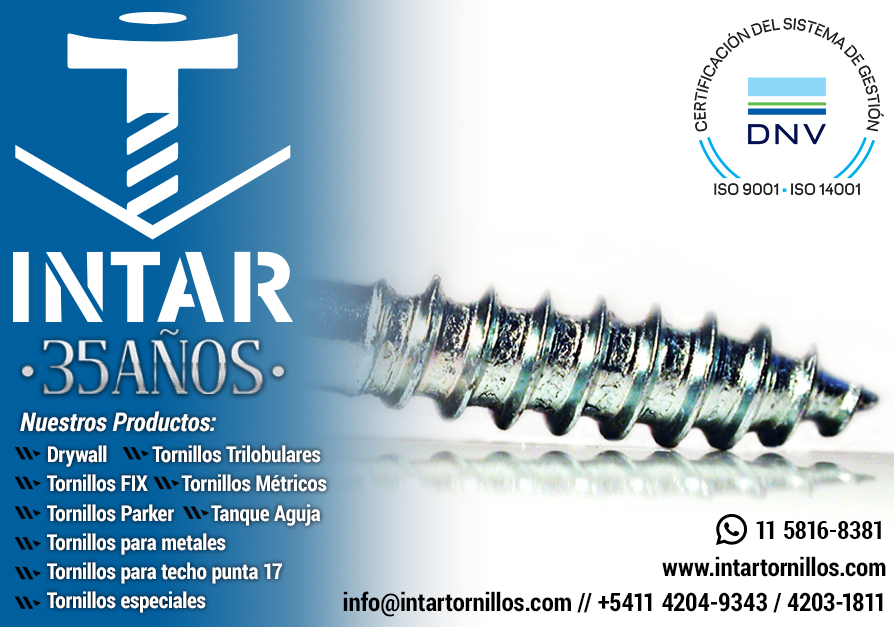 CERTIFICACIÓN DEL SISTEMA DE GESTIÓN
DNV
ISO 9001 · ISO 14001
INTAR
·35AÑOS·
Nuestros Productos:
Drywall Tornillos Trilobulares
Tornillos FIX Tornillos Métricos
Tornillos Parker Tanque Aguja
Tornillos para metales
Tornillos para techo punta 17
Tornillos especiales
11 5816-8381
www.intartornillos.com
info@intartornillos.com // +5411 4204-9343 / 4203-1811